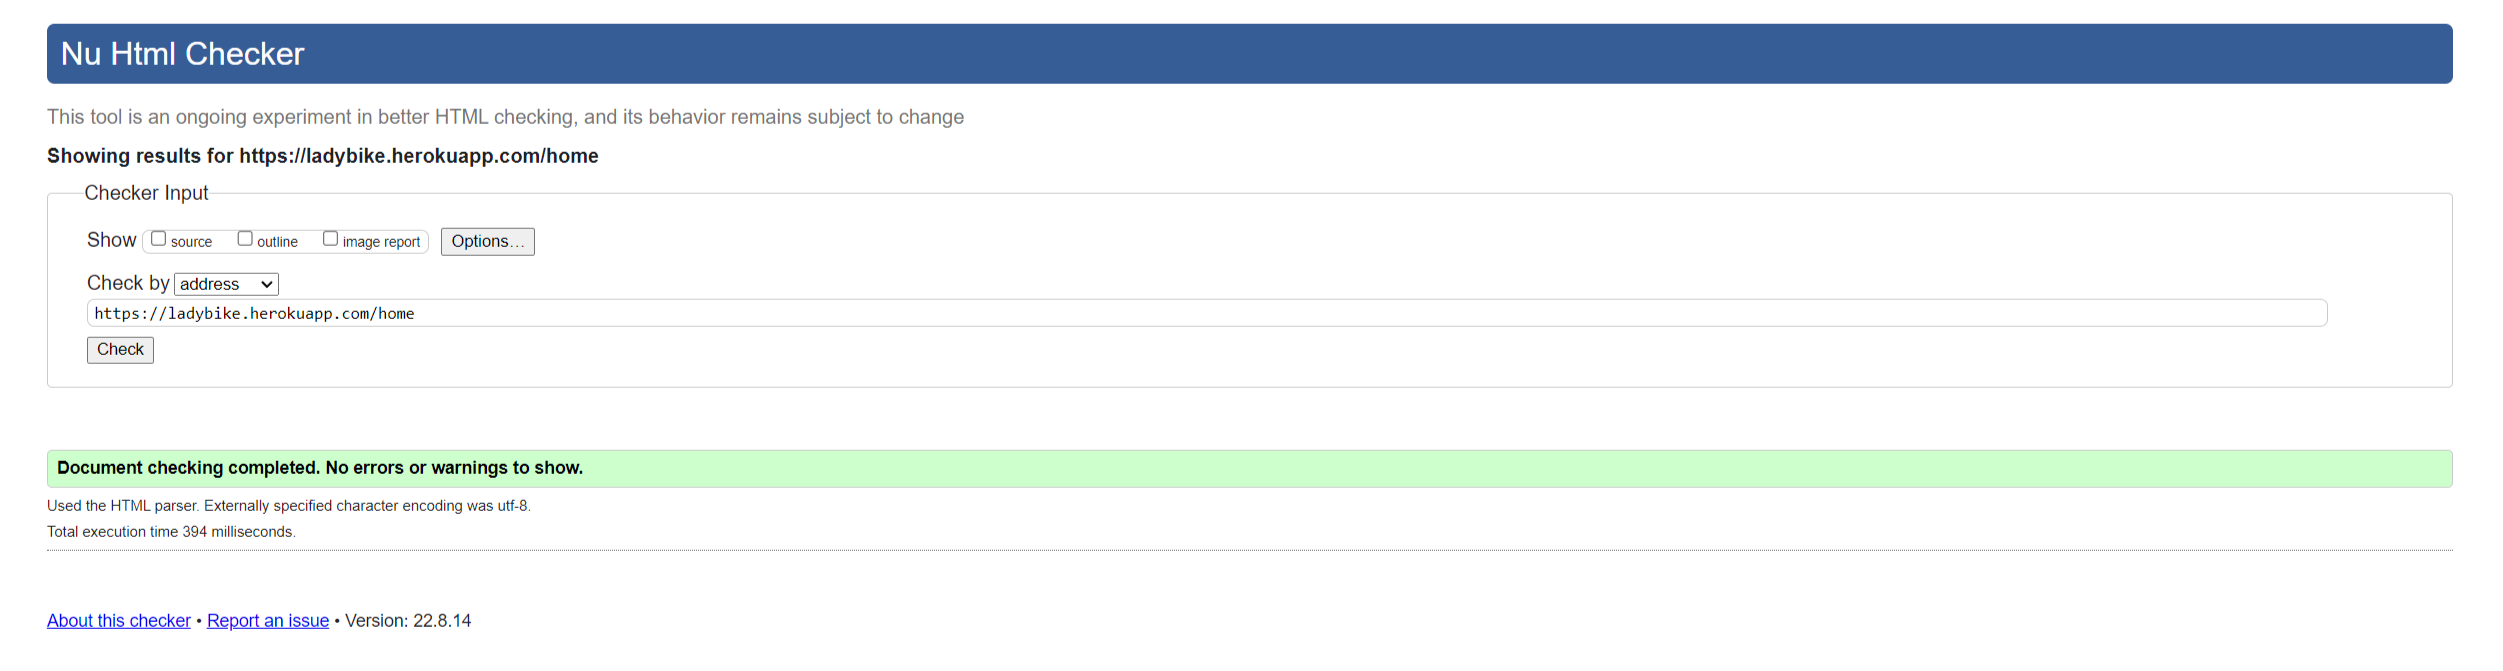 Nu Html Checker
This tool is an ongoing experiment in better HTML checking, and its behavior remains subject to change
Showing results for https://ladybike.herokuapp.com/home
Checker Input
Show source outline image report Options...
Check by address
https://ladybike.herokuapp.com/home
Check
Document checking completed. No errors or warnings to show.
Used the HTML parser. Externally specified character encoding was utf-8.
Total execution time 394 milliseconds.
About this checker • Report an issue • Version: 22.8.14